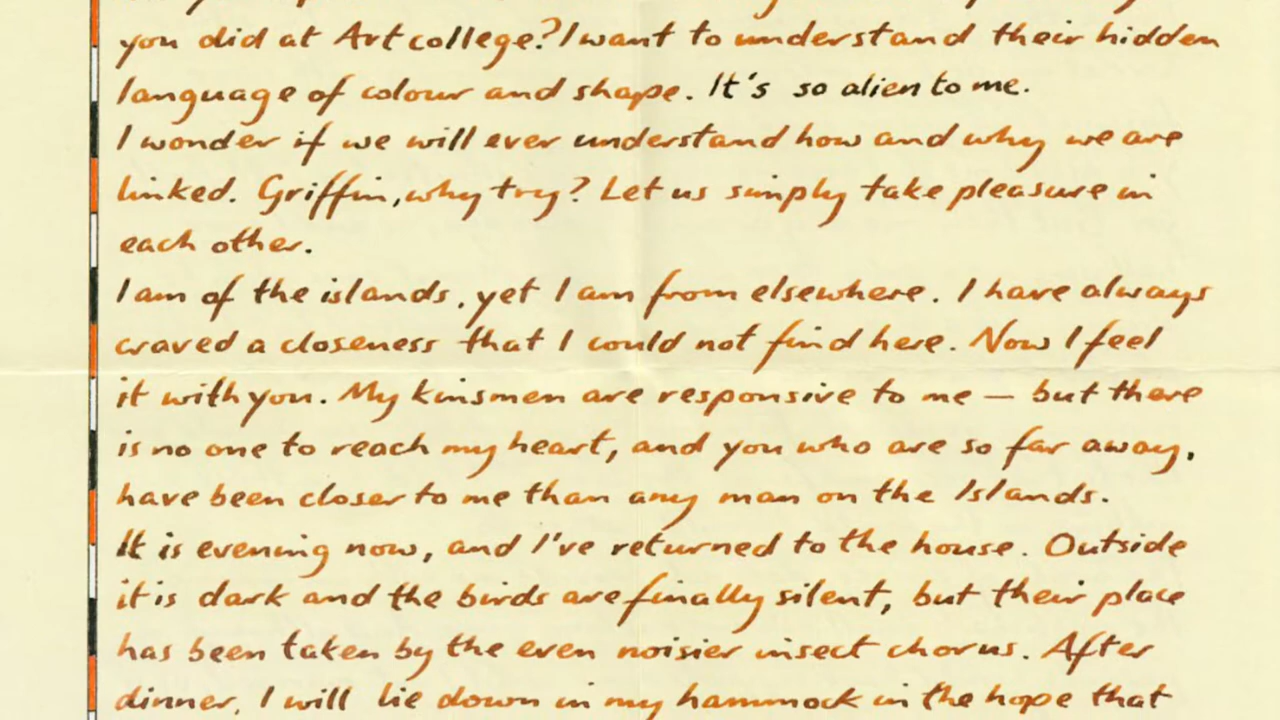 you did at Art college? I want to understand their hidden
language of colour and shape. It's so alien to me.
I wonder if we will ever understand how and why we are
linked. Griffin, why try? Let us simply take pleasure in
each other.
I am of the islands, yet I am from elsewhere. I have always
craved a closeness that I could not find here. Now I feel
it with you. My kinsmen are responsive to me — but there
is no one to reach my heart, and you who are so far away,
have been closer to me than any man on the Islands.
It is evening now, and I've returned to the house. Outside
it is dark and the birds are finally silent, but their place
has been taken by the even noisier insect chorus. After
dinner, I will lie down in my hammock in the hope that